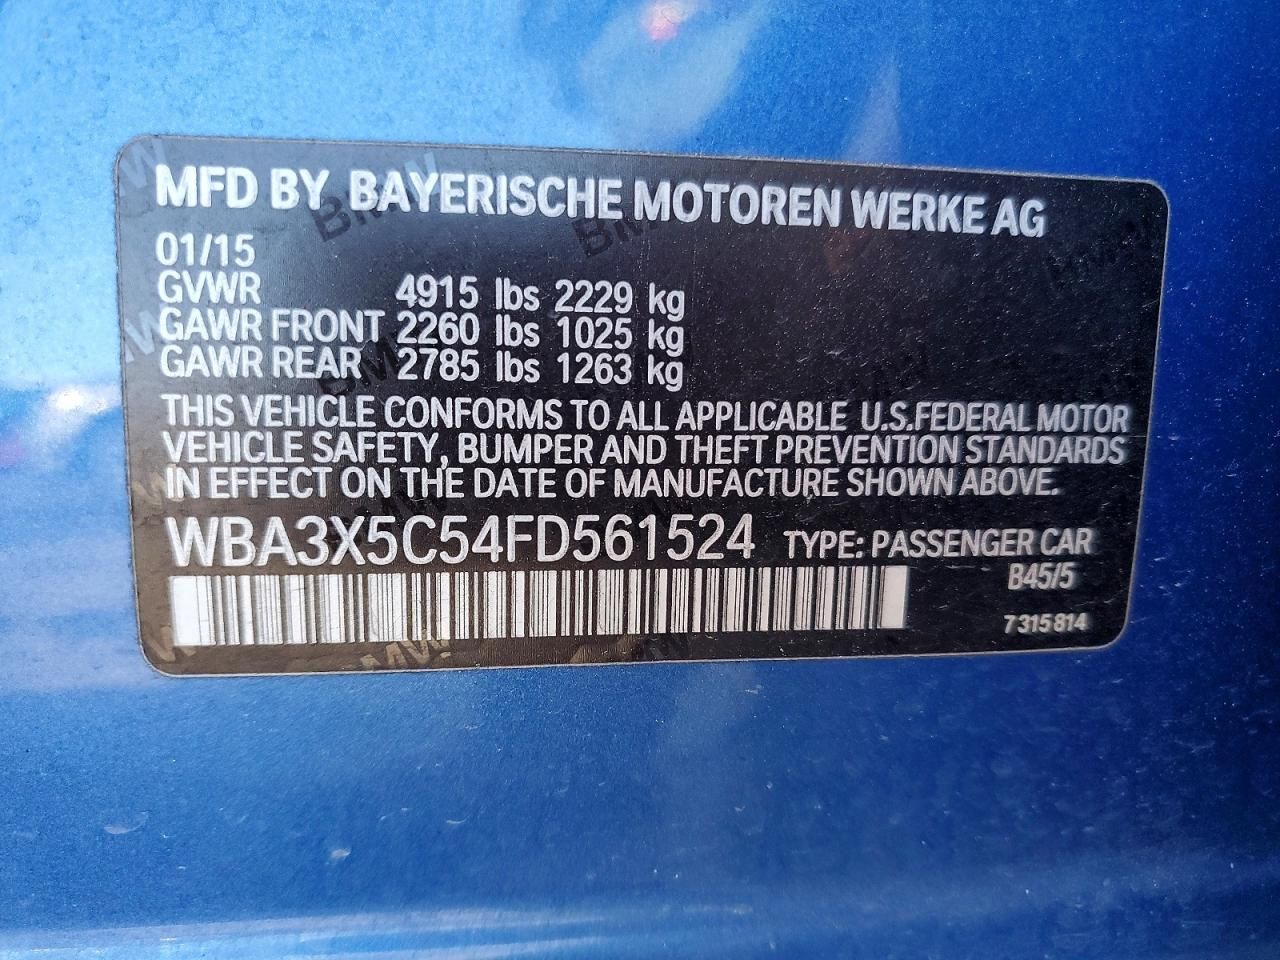 MFD BY BAYERISCHE MOTOREN WERKE AG
01/15
GVWR 4915 lbs 2229 kg
GAWR FRONT 2260 lbs 1025 kg
GAWR REAR 2785 lbs 1263 kg
THIS VEHICLE CONFORMS TO ALL APPLICABLE U.S.FEDERAL MOTOR
VEHICLE SAFETY, BUMPER AND THEFT PREVENTION STANDARDS
IN EFFECT ON THE DATE OF MANUFACTURE SHOWN ABOVE.
WBA3X5C54FD561524 TYPE: PASSENGER CAR
B45/5
7 315 814